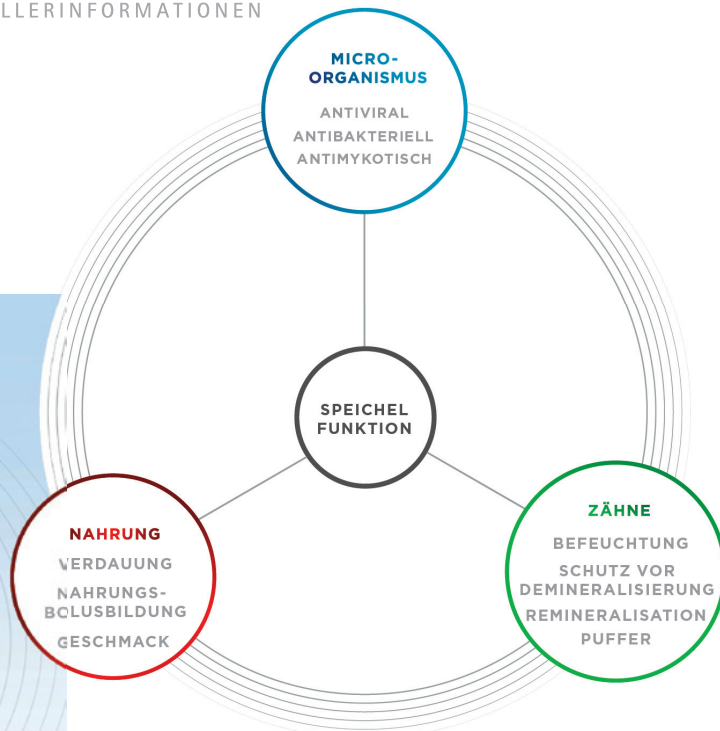 LLERINFORMATIONEN
MICRO-
ORGANISMUS
ANTIVIRAL
ANTIBAKTERIELL
ANTIMYKOTISCH
SPEICHEL
FUNKTION
NAHRUNG
VERDAUUNG
NAHRUNGS-
BOLUSBILDUNG
GESCHMACK
ZÄHNE
BEFEUCHTUNG
SCHUTZ VOR
DEMINERALISIERUNG
REMINERALISATION
PUFFER